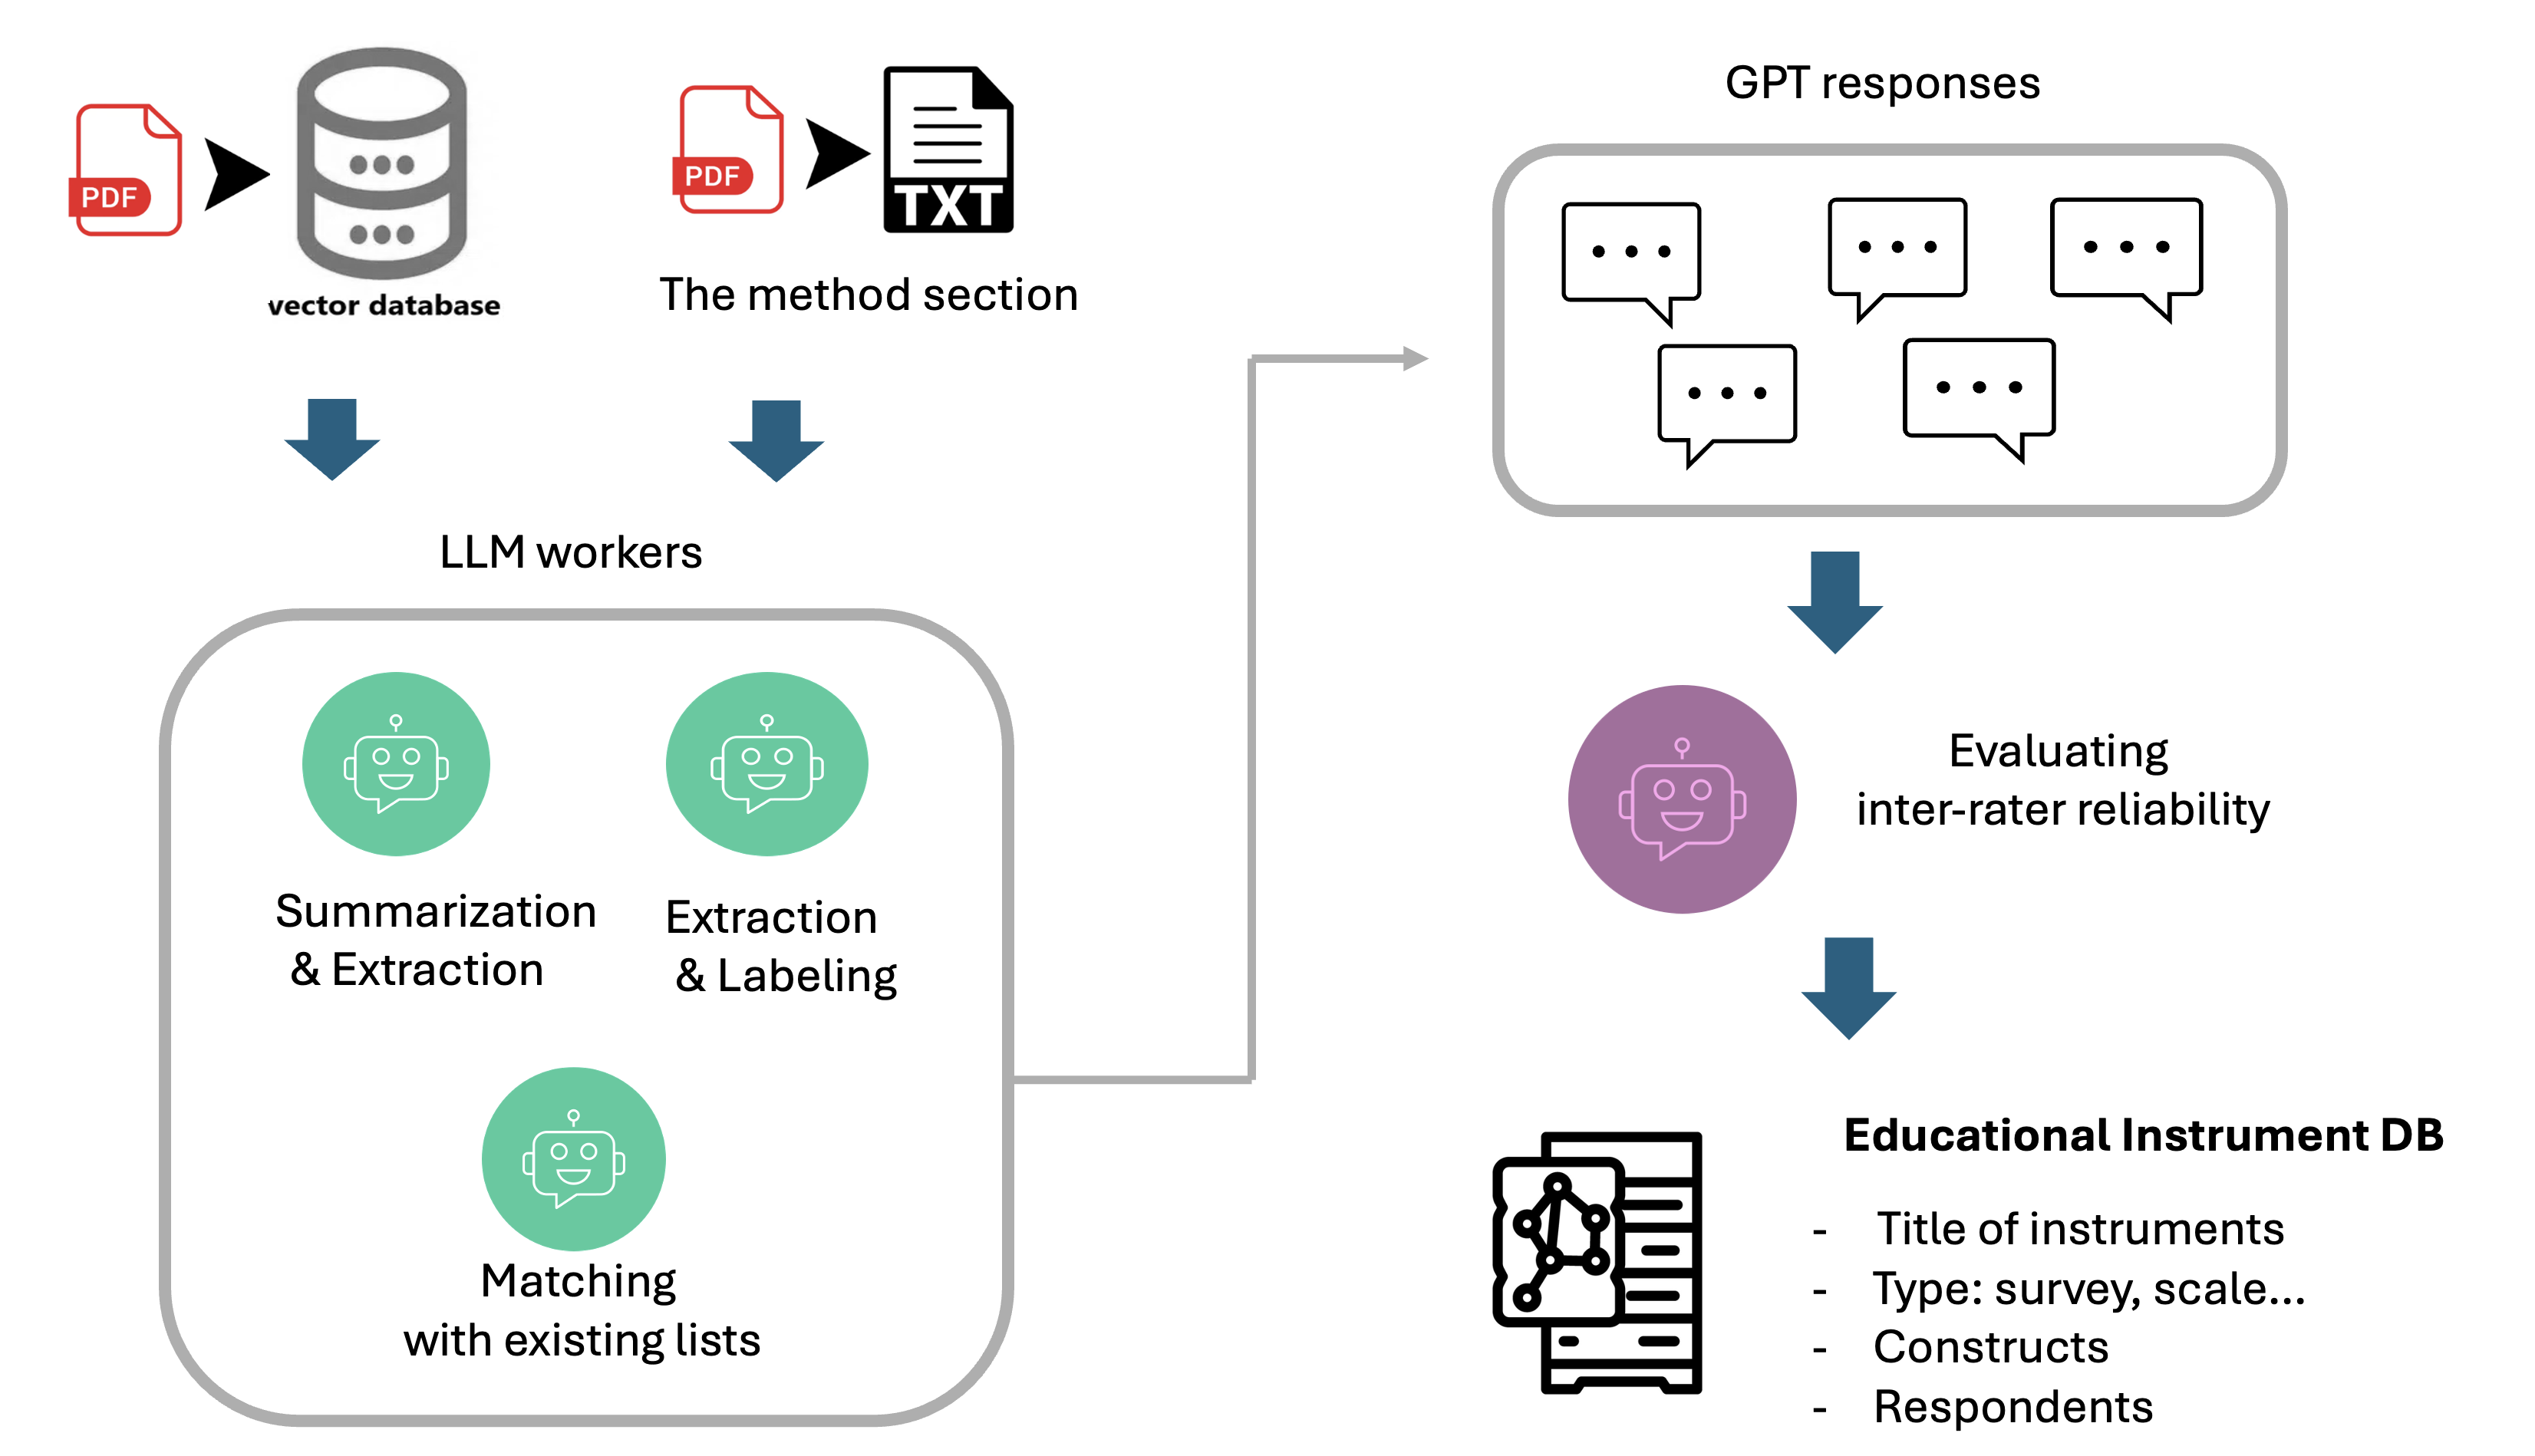 PDF
vector database
PDF
TXT
The method section
LLM workers
Summarization
& Extraction
Extraction
& Labeling
Matching
with existing lists
GPT responses
Evaluating
inter-rater reliability
Educational Instrument DB
- Title of instruments
- Type: survey, scale...
- Constructs
- Respondents